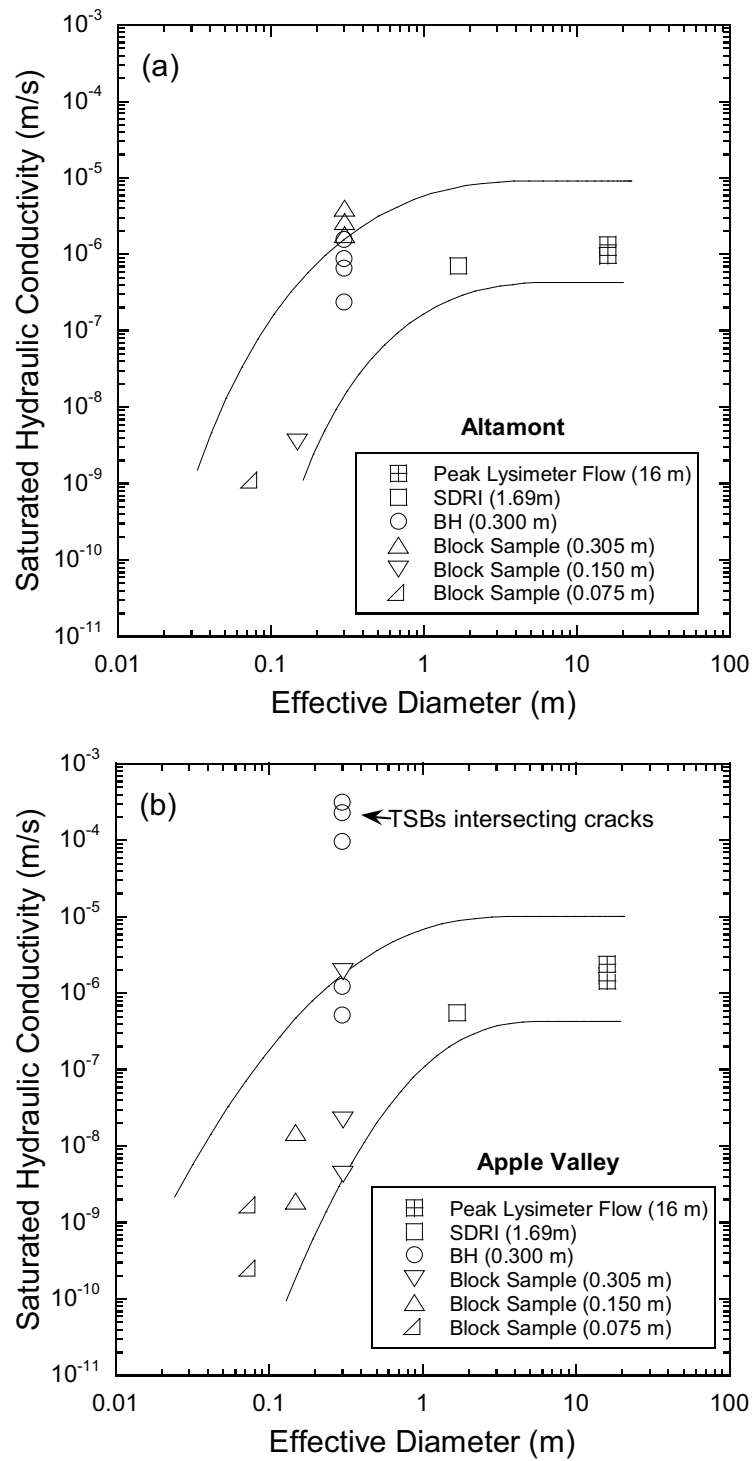 (a)
Saturated Hydraulic Conductivity (m/s)
10⁻³
10⁻⁴
10⁻⁵
10⁻⁶
10⁻⁷
10⁻⁸
10⁻⁹
10⁻¹⁰
10⁻¹¹
Altamont
Peak Lysimeter Flow (16 m)
SDRI (1.69m)
BH (0.300 m)
Block Sample (0.305 m)
Block Sample (0.150 m)
Block Sample (0.075 m)
0.01 0.1 1 10 100
Effective Diameter (m)
(b)
Saturated Hydraulic Conductivity (m/s)
10⁻³
10⁻⁴
10⁻⁵
10⁻⁶
10⁻⁷
10⁻⁸
10⁻⁹
10⁻¹⁰
10⁻¹¹
TSBs intersecting cracks
Apple Valley
Peak Lysimeter Flow (16 m)
SDRI (1.69m)
BH (0.300 m)
Block Sample (0.305 m)
Block Sample (0.150 m)
Block Sample (0.075 m)
0.01 0.1 1 10 100
Effective Diameter (m)